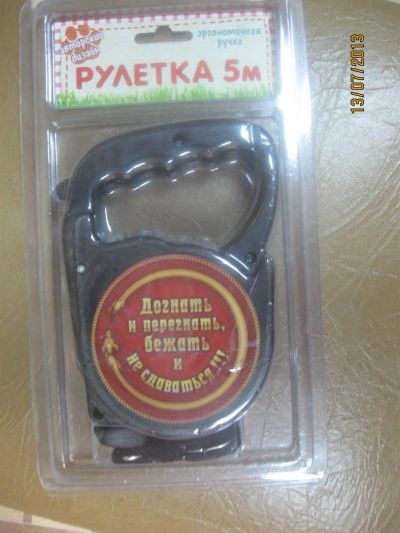 авторский
дизайн
эргономичная
ручка
РУЛЕТКА 5м
13/07/2013
Догнать
и перегнать,
бежать
и
не сдаваться!!!